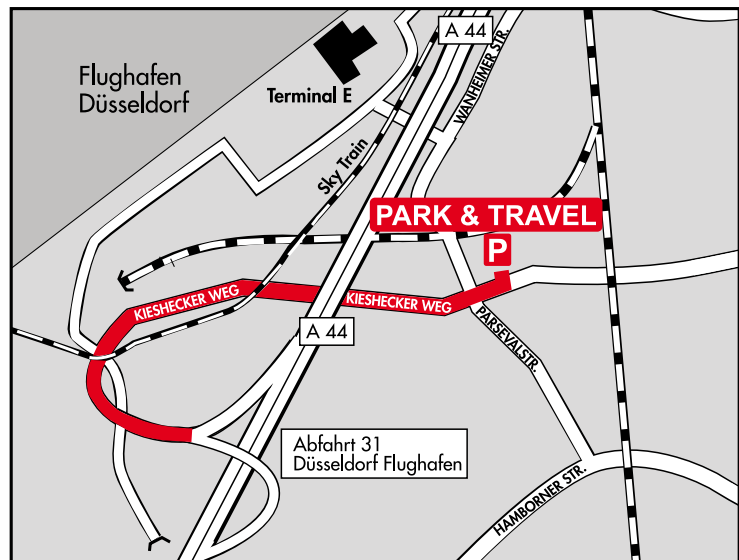 A 44
WANHEIMER STR.
Flughafen
Düsseldorf
Terminal E
Sky Train
PARK & TRAVEL
P
KIESHECKER WEG
KIESHECKER WEG
A 44
PARSEVALSTR.
Abfahrt 31
Düsseldorf Flughafen
HAMBORNER STR.